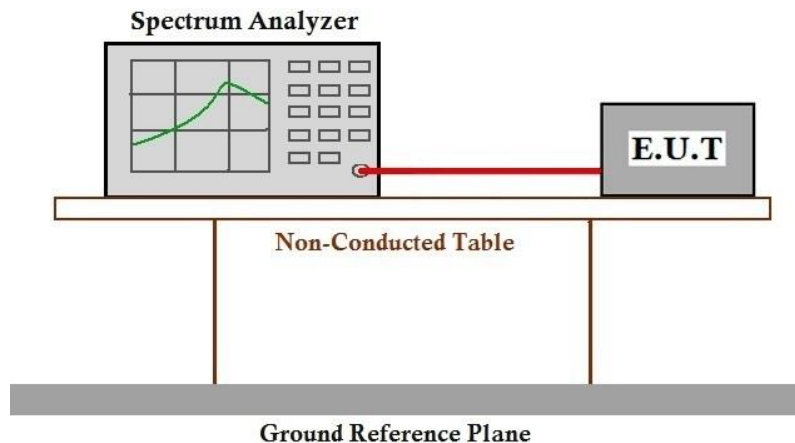 Spectrum Analyzer
E.U.T
Non-Conducted Table
Ground Reference Plane